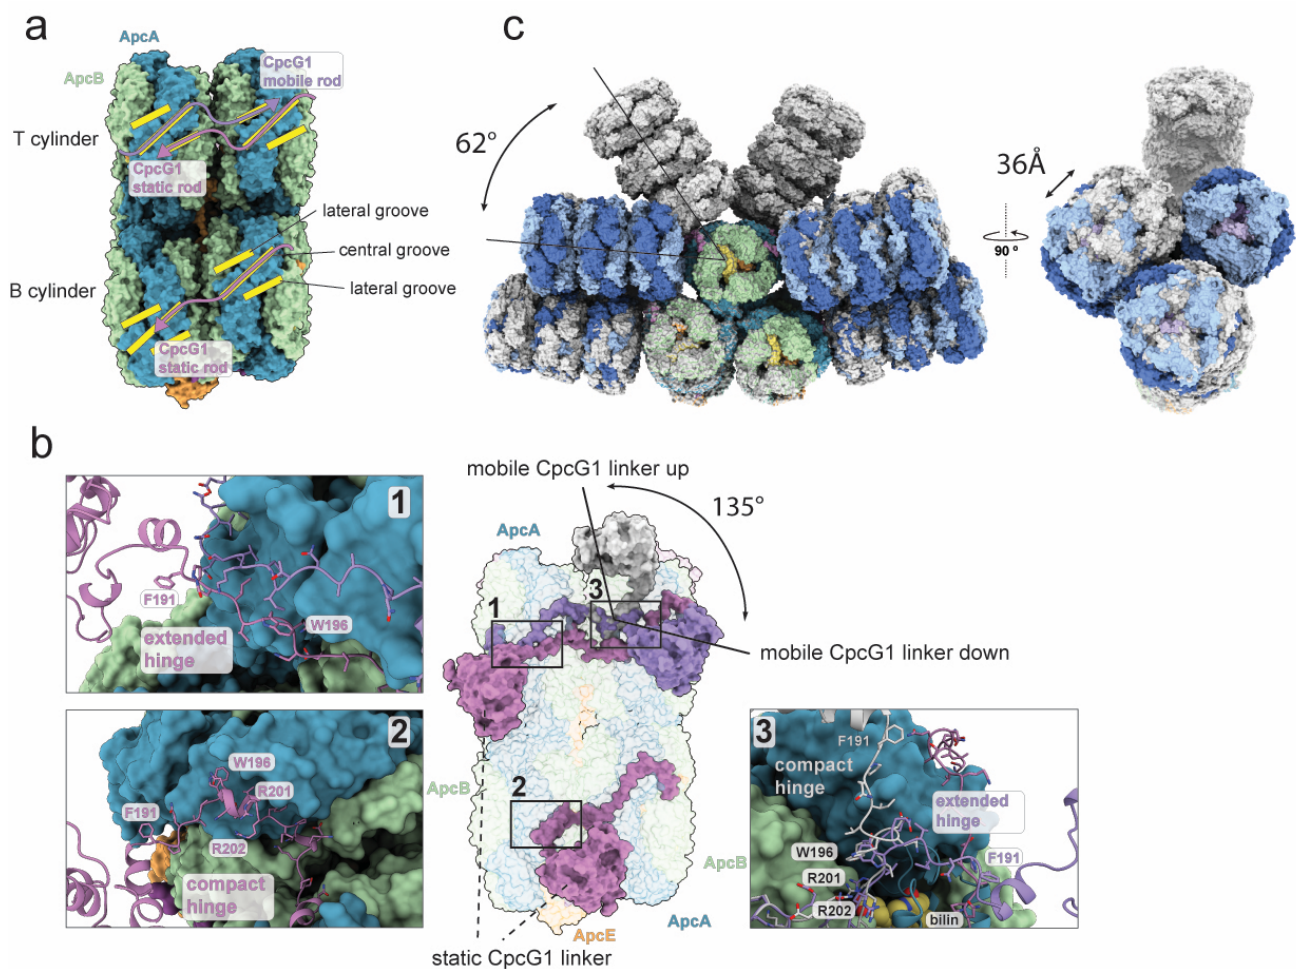 a
ApcA
ApcB
CpcG1
mobile rod
T cylinder
CpcG1
static rod
lateral groove
central groove
B cylinder
lateral groove
CpcG1
static rod
c
62°
36Å
90 °
b
1
F191
W196
extended
hinge
2
W196
R201
F191
R202
compact
hinge
mobile CpcG1 linker up
135°
ApcA
1
3
mobile CpcG1 linker down
ApcB
2
ApcB
ApcE
ApcA
static CpcG1 linker
3
F191
compact
hinge
extended
hinge
W196
F191
R201
R202
bilin